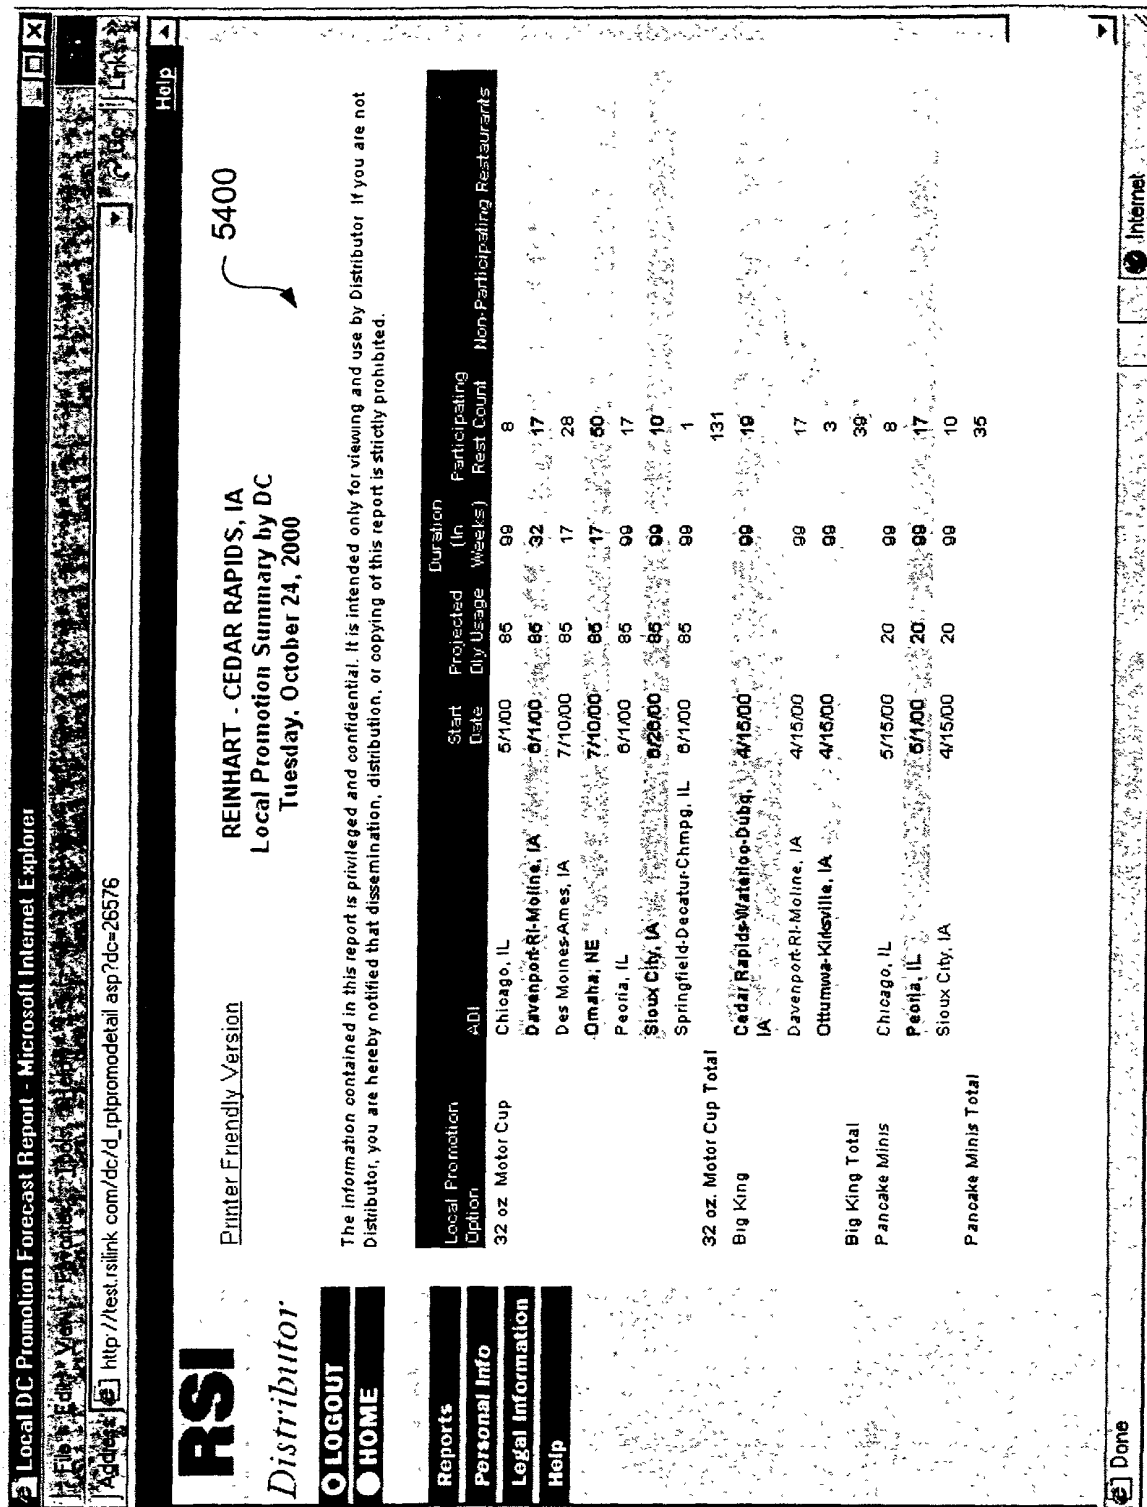 Local DC Promotion Forecast Report - Microsoft Internet Explorer
File Edit View Favorites Tools Help
Address http://test.rsilink com/dc/d_rptpromodetail asp?dc=26576 Go Links »
Help
RSI
Distributor
LOGOUT
HOME
Reports
Personal Info
Legal Information
Help
Printer Friendly Version
REINHART - CEDAR RAPIDS, IA
Local Promotion Summary by DC
Tuesday, October 24, 2000
5400
The information contained in this report is privileged and confidential. It is intended only for viewing and use by Distributor If you are not
Distributor, you are hereby notified that dissemination, distribution, or copying of this report is strictly prohibited.
Local Promotion Option ADI Start Date Projected Dly Usage Duration (In Weeks) Participating Rest Count Non-Participating Restaurants
32 oz Motor Cup Chicago, IL 5/1/00 85 99 8
Davenport-RI-Moline, IA 6/1/00 85 32 17
Des Moines-Ames, IA 7/10/00 85 17 28
Omaha, NE 7/10/00 85 17 50
Peoria, IL 6/1/00 85 99 17
Sioux City, IA 6/26/00 85 99 10
Springfield-Decatur-Chmpg, IL 6/1/00 85 99 1
32 oz. Motor Cup Total 131
Big King Cedar Rapids-Waterloo-Dubq, 4/15/00 99 19
IA
Davenport-RI-Moline, IA 4/15/00 99 17
Ottumwa-Kirksville, IA 4/15/00 99 3
Big King Total 39
Pancake Minis Chicago, IL 5/15/00 20 99 8
Peoria, IL 5/1/00 20 99 17
Sioux City, IA 4/15/00 20 99 10
Pancake Minis Total 35
Done Internet